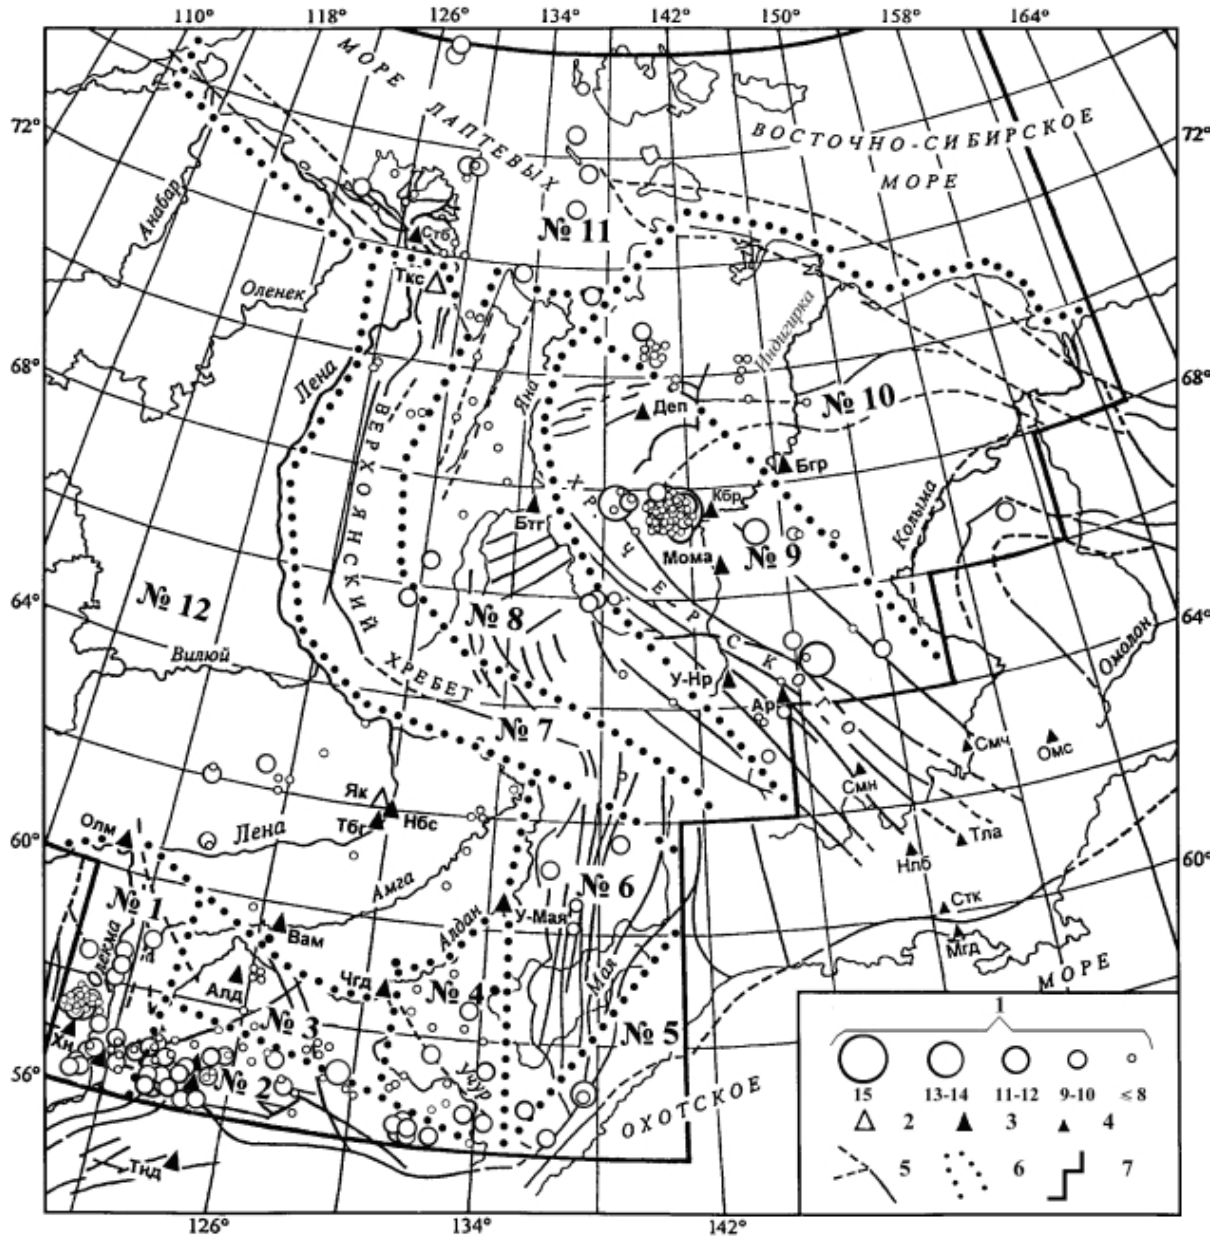 110° 118° 126° 134° 142° 150° 158° 164°
МОРЕ ЛАПТЕВЫХ
ВОСТОЧНО-СИБИРСКОЕ
МОРЕ
72° 72°
Анабар
Стб
№ 11
Ткс
Оленек
Индигирка
68° 68°
Лена
Яна
Деп
№ 10
ВЕРХОЯНСКИЙ
ХРЕБЕТ
Бгр
Кбр
Бтг
ХР. ЧЕРСК
Колыма
Мома
№ 9
64° 64°
№ 12
№ 8
Вилюй
Омолон
У-Нр
Ар
№ 7
Смч
Омс
Смн
Як
Тбг
Нбс
Олм
Лена
Тла
Нлб
60° 60°
Амга
№ 6
№ 1
Стк
У-Мая
Алдан
Вам
Мгд
Олекма
Мая
МОРЕ
Алд
Чгд
№ 4
№ 3
№ 5
Хн
56°
№ 2
Учур
ОХОТСКОЕ
Тнд
1
15 13-14 11-12 9-10 ≤ 8
2 3 4
5 6 7
126° 134° 142°